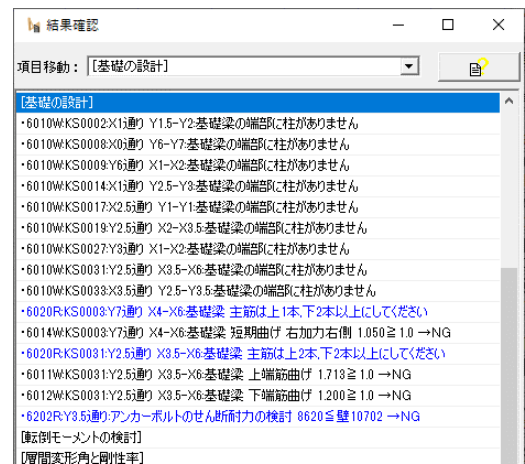 結果確認
項目移動： [基礎の設計]
[基礎の設計]
・6010W:KS0002:X1通り Y1.5-Y2:基礎梁の端部に柱がありません
・6010W:KS0008:X0通り Y6-Y7:基礎梁の端部に柱がありません
・6010W:KS0009:Y6通り X1-X2:基礎梁の端部に柱がありません
・6010W:KS0014:X1通り Y2.5-Y3:基礎梁の端部に柱がありません
・6010W:KS0017:X2.5通り Y1-Y1:基礎梁の端部に柱がありません
・6010W:KS0019:Y2.5通り X2-X3.5:基礎梁の端部に柱がありません
・6010W:KS0027:Y3通り X1-X2:基礎梁の端部に柱がありません
・6010W:KS0031:Y2.5通り X3.5-X6:基礎梁の端部に柱がありません
・6010W:KS0033:X3.5通り Y2.5-Y3.5:基礎梁の端部に柱がありません
・6020R:KS0003:Y7通り X4-X6:基礎梁 主筋は上1本,下2本以上にしてください
・6014W:KS0003:Y7通り X4-X6:基礎梁 短期曲げ 右加力右側 1.050≧1.0 →NG
・6020R:KS0031:Y2.5通り X3.5-X6:基礎梁 主筋は上2本,下2本以上にしてください
・6011W:KS0031:Y2.5通り X3.5-X6:基礎梁 上端筋曲げ 1.713≧1.0 →NG
・6012W:KS0031:Y2.5通り X3.5-X6:基礎梁 下端筋曲げ 1.200≧1.0 →NG
・6202R:Y3.5通り:アンカーボルトのせん断耐力の検討 8620≦壁10702 →NG
[転倒モーメントの検討]
[層間変形角と剛性率]